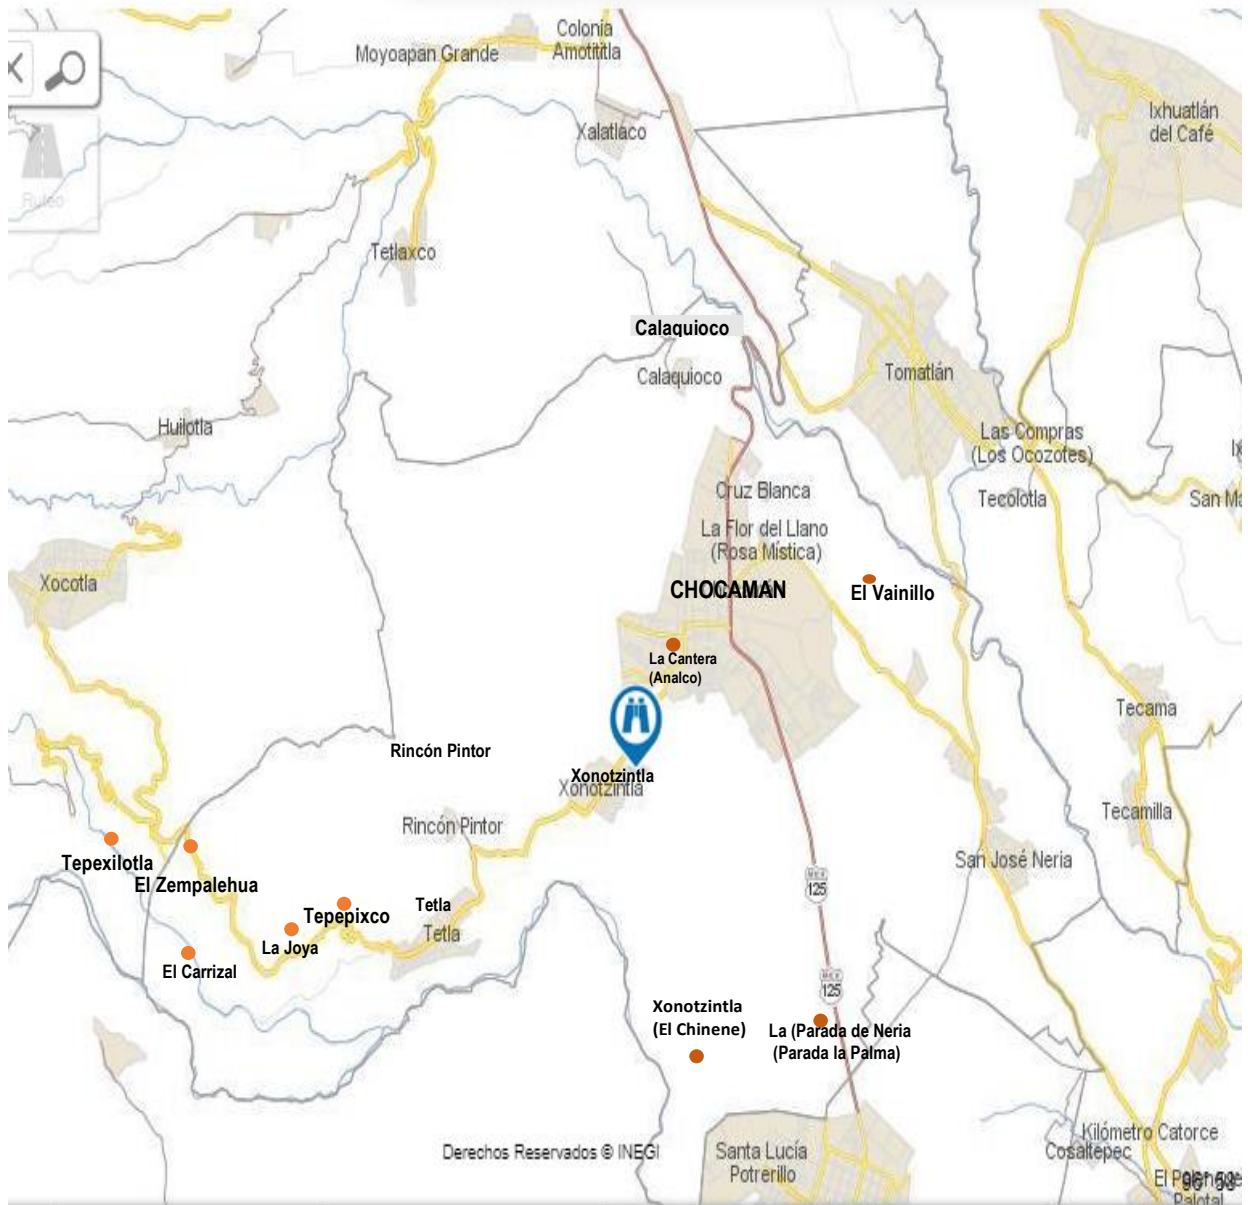 Colonia
Amotititla
Moyoapan Grande
Xalatlaco
Ixhuatlán
del Café
Ruteo
Tetlaxco
Calaquioco
Calaquioco
Tomatlán
Huilotla
Las Compras
(Los Ocozotes)
Cruz Blanca
Tecolotla
San Ma
La Flor del Llano
(Rosa Mística)
Xocotla
CHOCAMAN
El Vainillo
La Cantera
(Analco)
Tecama
Rincón Pintor
Xonotzintla
Xonotzintla
Rincón Pintor
Tecamilla
Tepexilotla
El Zempalehua
San José Neria
MEX
125
Tepepixco
Tetla
Tetla
La Joya
El Carrizal
MEX
125
Xonotzintla
(El Chinene)
La (Parada de Neria
(Parada la Palma)
Derechos Reservados © INEGI
Santa Lucía
Potrerillo
Kilómetro Catorce
Cosaltepec
Palotal